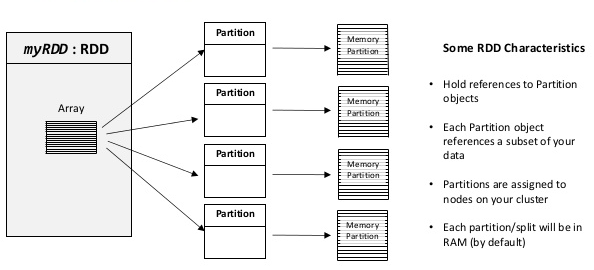 myRDD : RDD
Array
Partition
Memory
Partition
Partition
Memory
Partition
Partition
Memory
Partition
Partition
Memory
Partition
Some RDD Characteristics
• Hold references to Partition
objects
• Each Partition object
references a subset of your
data
• Partitions are assigned to
nodes on your cluster
• Each partition/split will be in
RAM (by default)